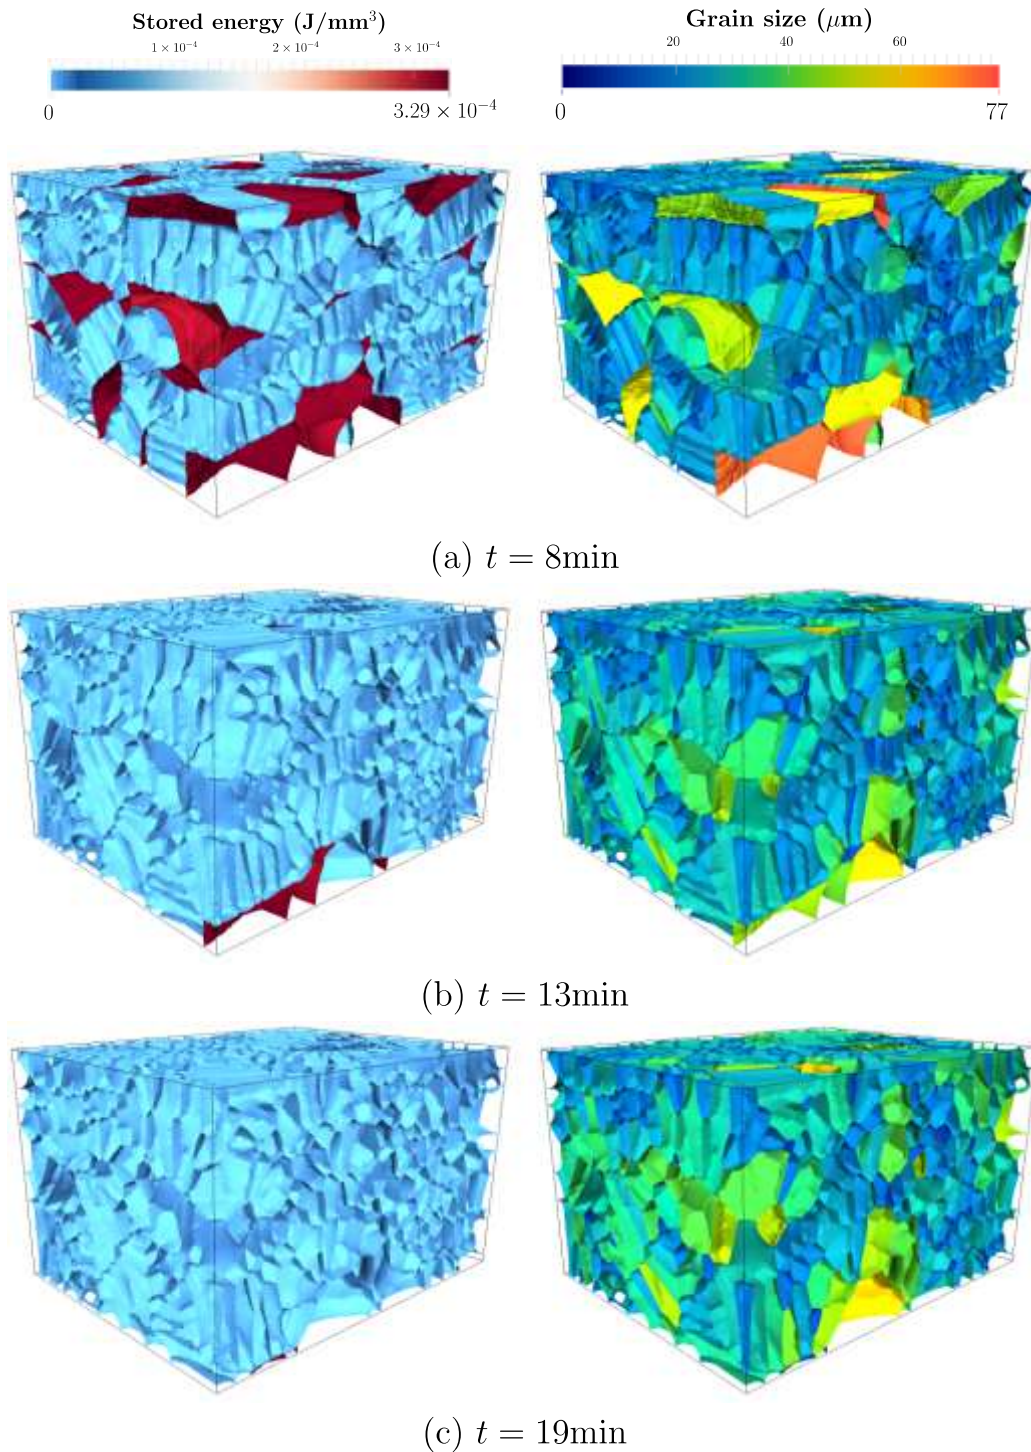 Stored energy (J/mm³)
1 × 10⁻⁴ 2 × 10⁻⁴ 3 × 10⁻⁴
0 3.29 × 10⁻⁴
Grain size (μm)
20 40 60
0 77
(a) t = 8min
(b) t = 13min
(c) t = 19min